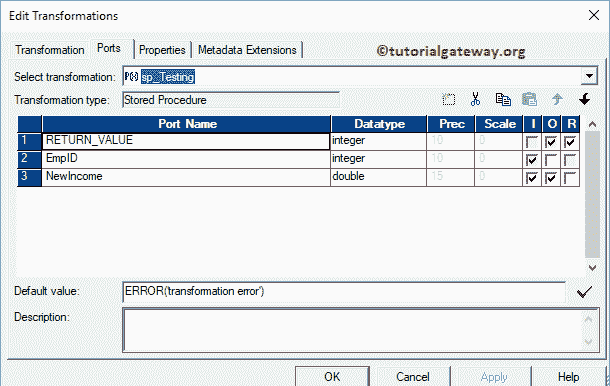 Edit Transformations
Transformation Ports Properties Metadata Extensions
©tutorialgateway.org
Select transformation: P() sp_Testing
Transformation type: Stored Procedure
Port Name Datatype Prec Scale I O R
1 RETURN_VALUE integer 10 0
2 EmpID integer 10 0
3 NewIncome double 15 0
Default value: ERROR('transformation error')
Description:
OK Cancel Apply Help